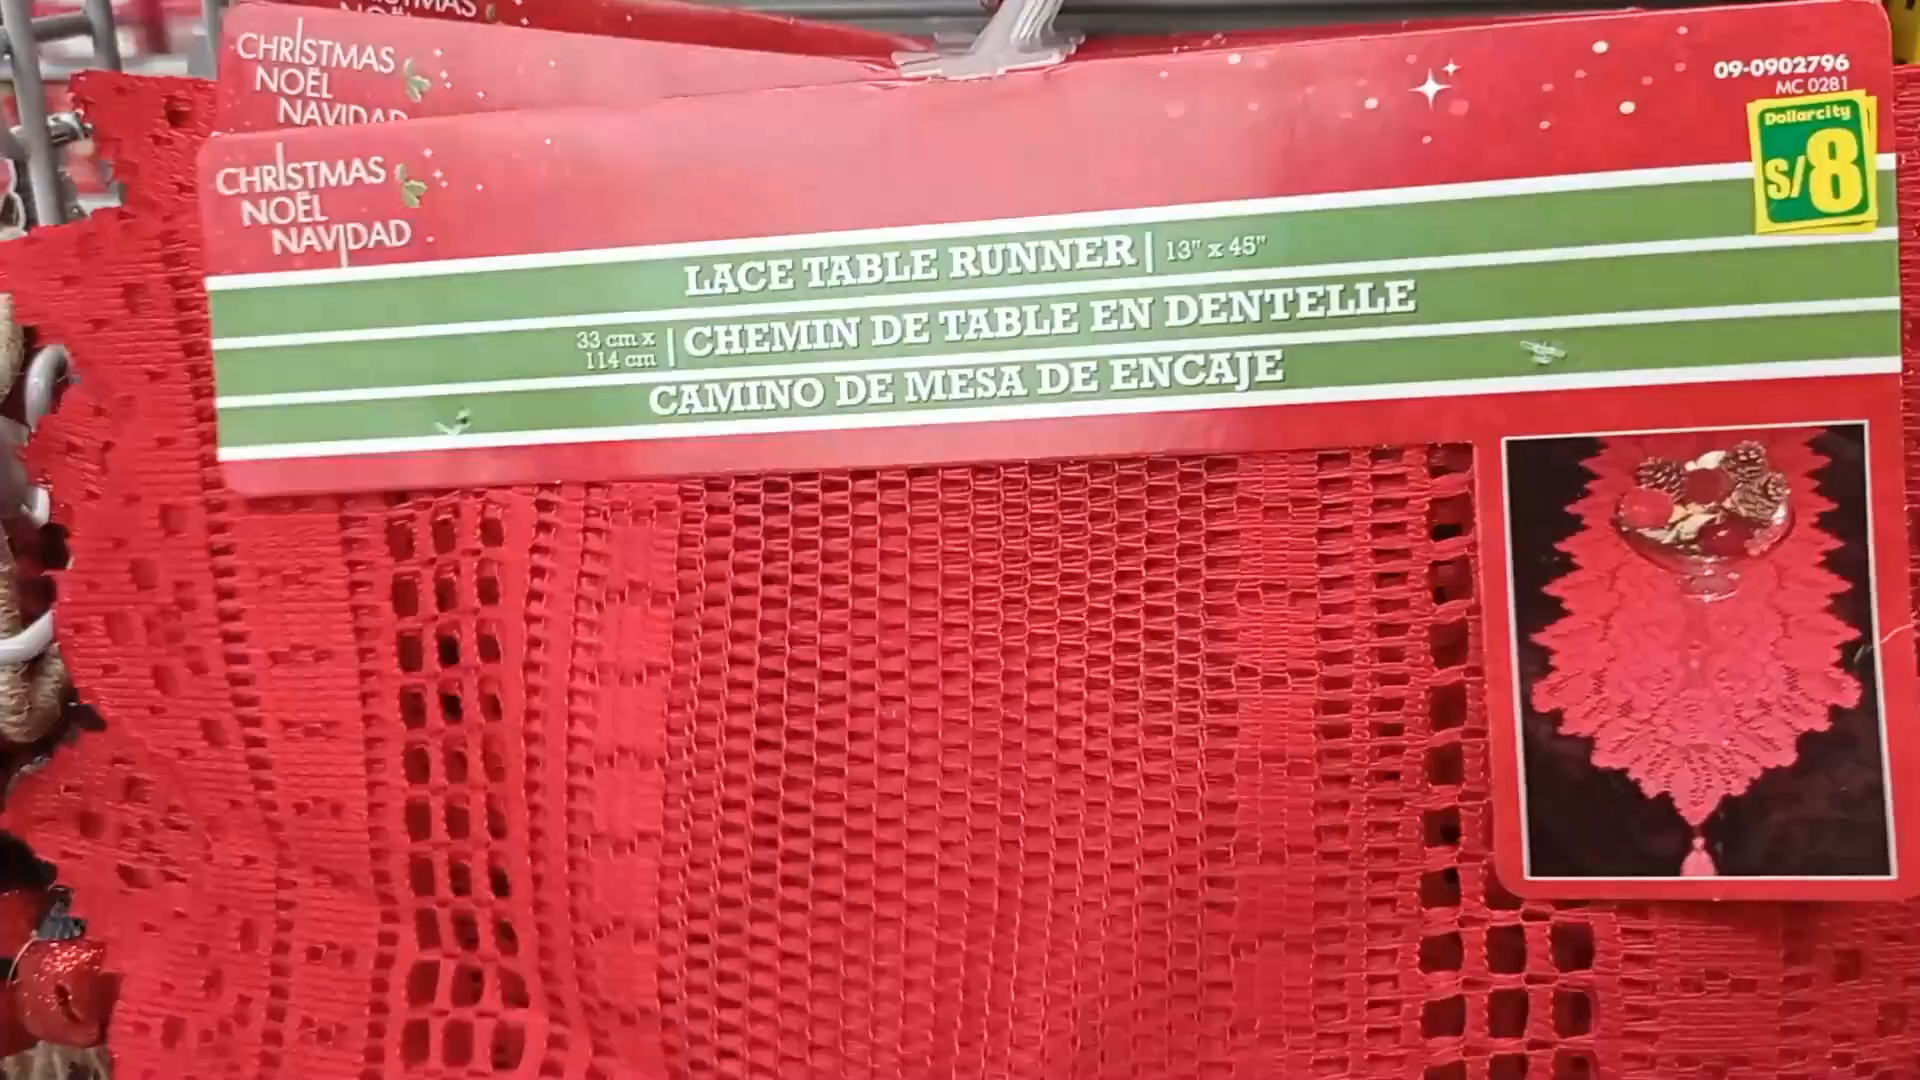 CHRISTMAS
CHRISTMAS
NOËL
NAVIDAD
CHRISTMAS
NOËL
NAVIDAD
09-0902796
MC 0281
Dollarcity
S/8
LACE TABLE RUNNER | 13" x 45"
33 cm x
114 cm | CHEMIN DE TABLE EN DENTELLE
CAMINO DE MESA DE ENCAJE